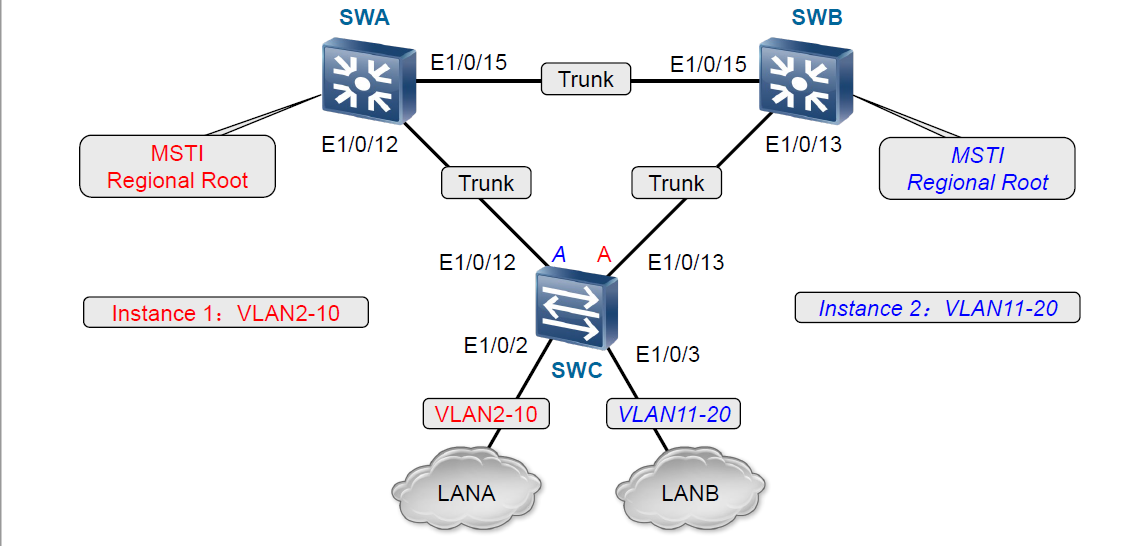 SWA
SWB
E1/0/15
Trunk
E1/0/15
E1/0/12
E1/0/13
MSTI
Regional Root
MSTI
Regional Root
Trunk
Trunk
E1/0/12
A
A
E1/0/13
Instance 1：VLAN2-10
Instance 2：VLAN11-20
E1/0/2
E1/0/3
SWC
VLAN2-10
VLAN11-20
LANA
LANB